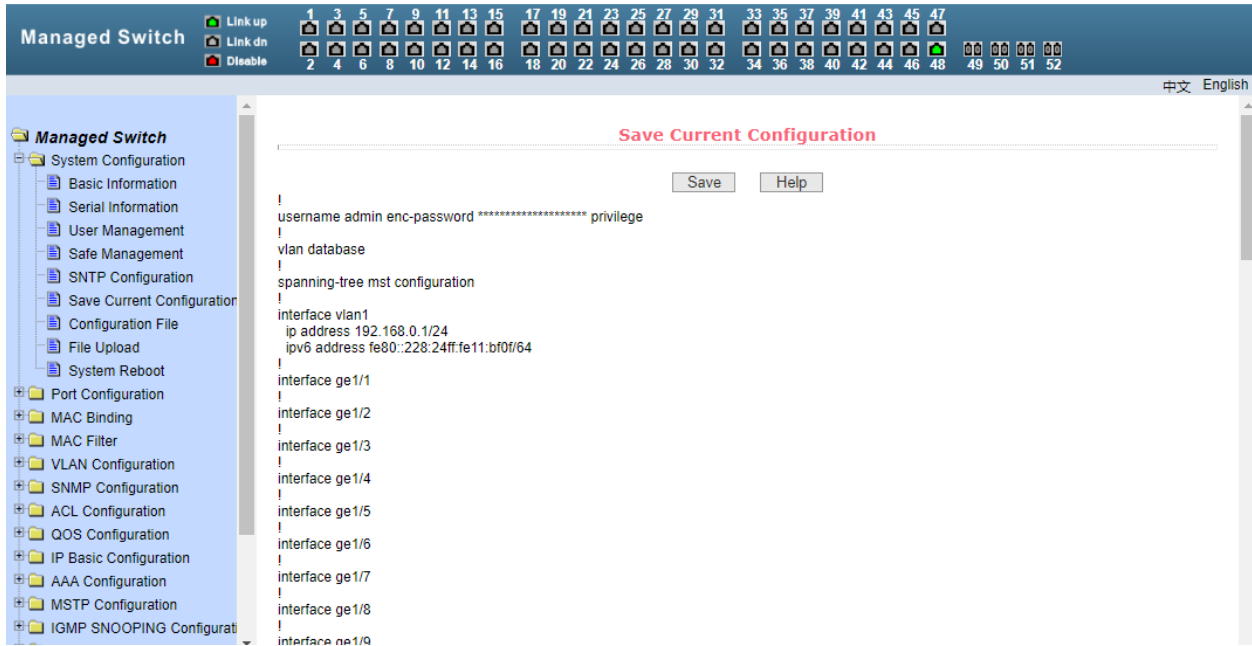 Managed Switch
Link up
Link dn
Disable
1 3 5 7 9 11 13 15 17 19 21 23 25 27 29 31 33 35 37 39 41 43 45 47
2 4 6 8 10 12 14 16 18 20 22 24 26 28 30 32 34 36 38 40 42 44 46 48 49 50 51 52
中文 English
Managed Switch
System Configuration
Basic Information
Serial Information
User Management
Safe Management
SNTP Configuration
Save Current Configuration
Configuration File
File Upload
System Reboot
Port Configuration
MAC Binding
MAC Filter
VLAN Configuration
SNMP Configuration
ACL Configuration
QOS Configuration
IP Basic Configuration
AAA Configuration
MSTP Configuration
IGMP SNOOPING Configurati
Save Current Configuration
Save Help
!
username admin enc-password ******************** privilege
!
vlan database
!
spanning-tree mst configuration
!
interface vlan1
ip address 192.168.0.1/24
ipv6 address fe80::228:24ff:fe11:bf0f/64
!
interface ge1/1
!
interface ge1/2
!
interface ge1/3
!
interface ge1/4
!
interface ge1/5
!
interface ge1/6
!
interface ge1/7
!
interface ge1/8
!
interface ge1/9